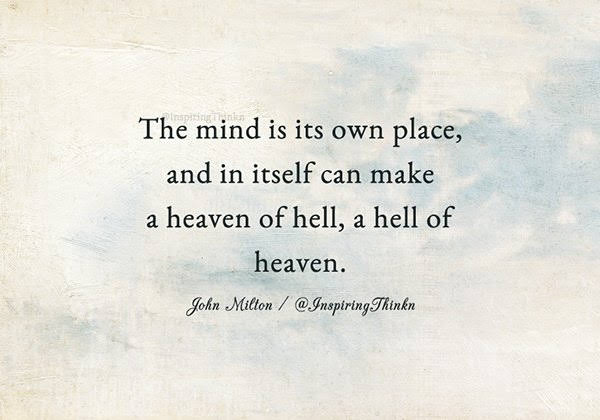 @InspiringThinkn
The mind is its own place,
and in itself can make
a heaven of hell, a hell of
heaven.
John Milton / @InspiringThinkn